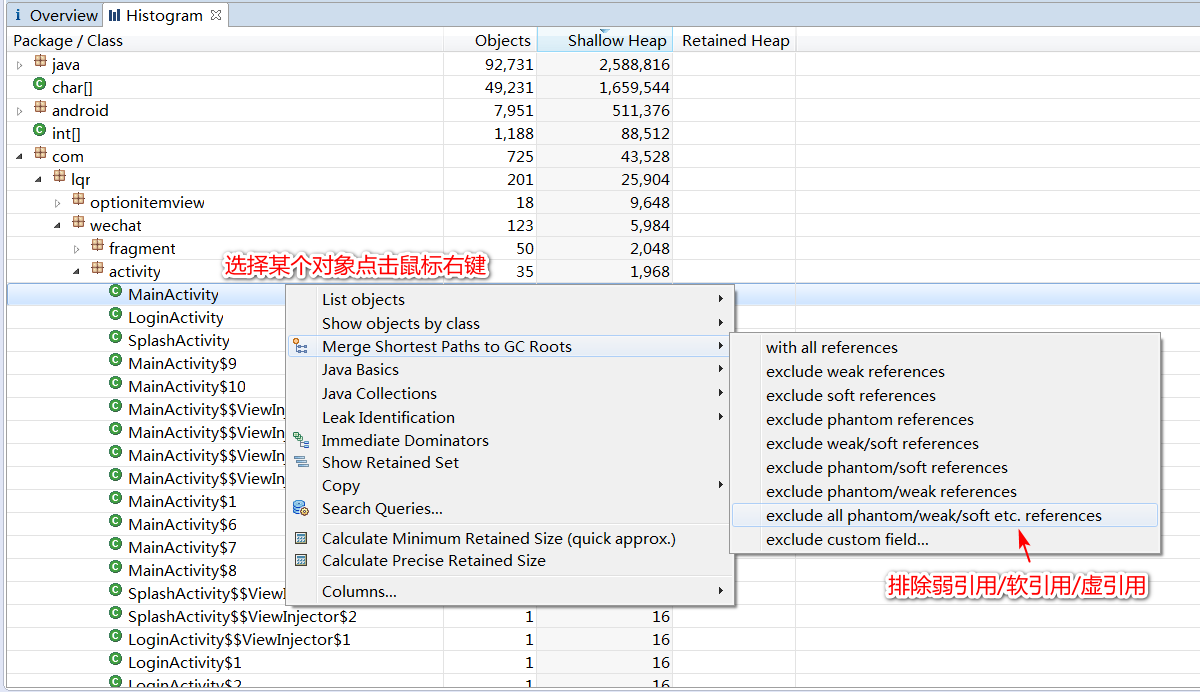 Overview Histogram
Package / Class Objects Shallow Heap Retained Heap
java 92,731 2,588,816
char[] 49,231 1,659,544
android 7,951 511,376
int[] 1,188 88,512
com 725 43,528
lqr 201 25,904
optionitemview 18 9,648
wechat 123 5,984
fragment 50 2,048
activity 35 1,968
选择某个对象点击鼠标右键
MainActivity
LoginActivity
SplashActivity
MainActivity$9
MainActivity$10
MainActivity$$ViewIn
MainActivity$$ViewInj
MainActivity$$ViewInj
MainActivity$$ViewInj
MainActivity$1
MainActivity$6
MainActivity$7
MainActivity$8
SplashActivity$$ViewI
SplashActivity$$ViewInjector$2 1 16
LoginActivity$$ViewInjector$1 1 16
LoginActivity$1 1 16
LoginActivity$2 1 16
List objects
Show objects by class
Merge Shortest Paths to GC Roots
Java Basics
Java Collections
Leak Identification
Immediate Dominators
Show Retained Set
Copy
Search Queries...
Calculate Minimum Retained Size (quick approx.)
Calculate Precise Retained Size
Columns...
with all references
exclude weak references
exclude soft references
exclude phantom references
exclude weak/soft references
exclude phantom/soft references
exclude phantom/weak references
exclude all phantom/weak/soft etc. references
exclude custom field...
排除弱引用/软引用/虚引用